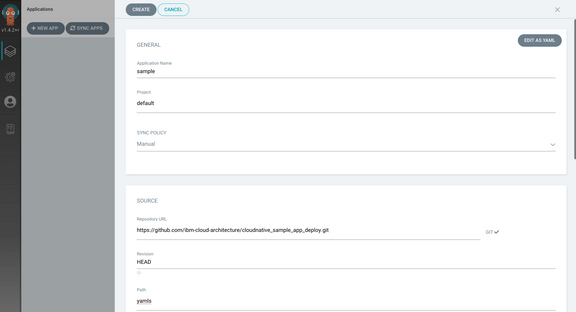 Applications
CREATE
CANCEL
v1.4.2+
+ NEW APP
SYNC APPS
GENERAL
EDIT AS YAML
Application Name
sample
Project
default
SYNC POLICY
Manual
SOURCE
Repository URL
https://github.com/ibm-cloud-architecture/cloudnative_sample_app_deploy.git
GIT
Revision
HEAD
Path
yamls